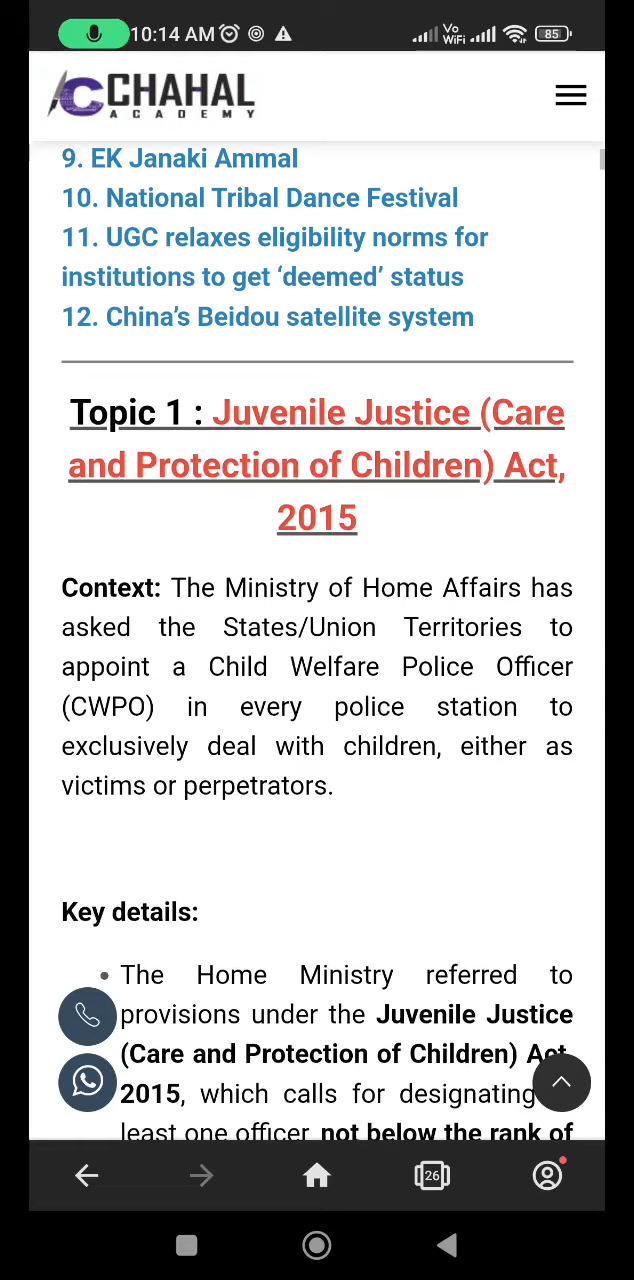 10:14 AM
Vo
WiFi
85
CHAHAL
ACADEMY
9. EK Janaki Ammal
10. National Tribal Dance Festival
11. UGC relaxes eligibility norms for
institutions to get ‘deemed’ status
12. China’s Beidou satellite system
Topic 1 : Juvenile Justice (Care
and Protection of Children) Act,
2015
Context: The Ministry of Home Affairs has
asked the States/Union Territories to
appoint a Child Welfare Police Officer
(CWPO) in every police station to
exclusively deal with children, either as
victims or perpetrators.
Key details:
• The Home Ministry referred to
provisions under the Juvenile Justice
(Care and Protection of Children) Act,
2015, which calls for designating
least one officer, not below the rank of
26